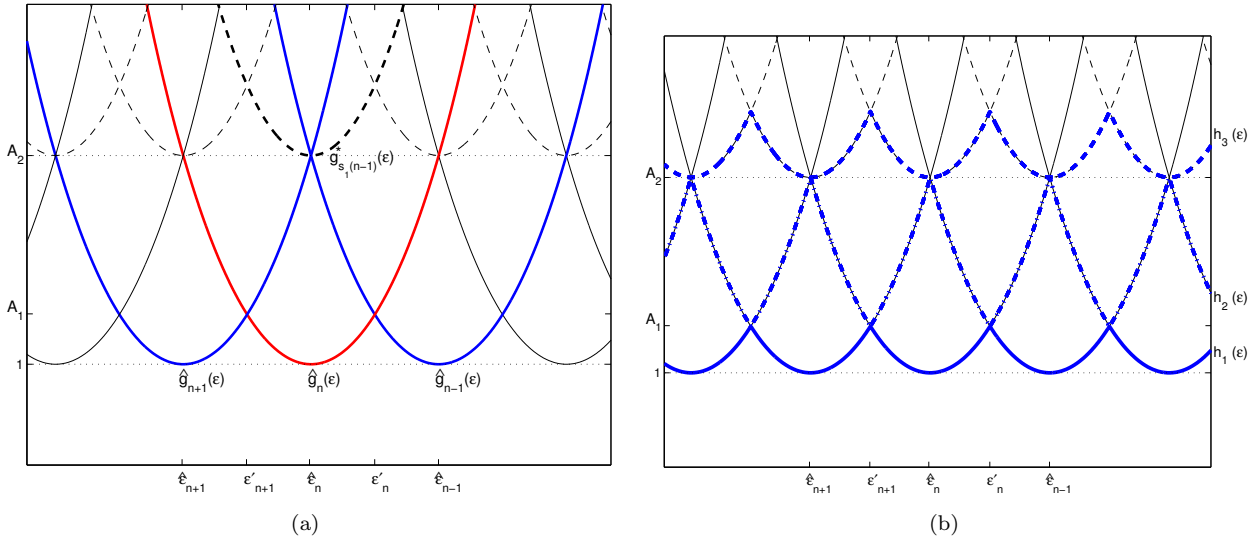 A₂
A₁
1
g*ₛ₁₍ₙ₋₁₎(ε)
ĝₙ₊₁(ε)
ĝₙ(ε)
ĝₙ₋₁(ε)
ε̂ₙ₊₁
ε′ₙ₊₁
ε̂ₙ
ε′ₙ
ε̂ₙ₋₁
(a)
A₂
A₁
1
h₃(ε)
h₂(ε)
h₁(ε)
ε̂ₙ₊₁
ε′ₙ₊₁
ε̂ₙ
ε′ₙ
ε̂ₙ₋₁
(b)